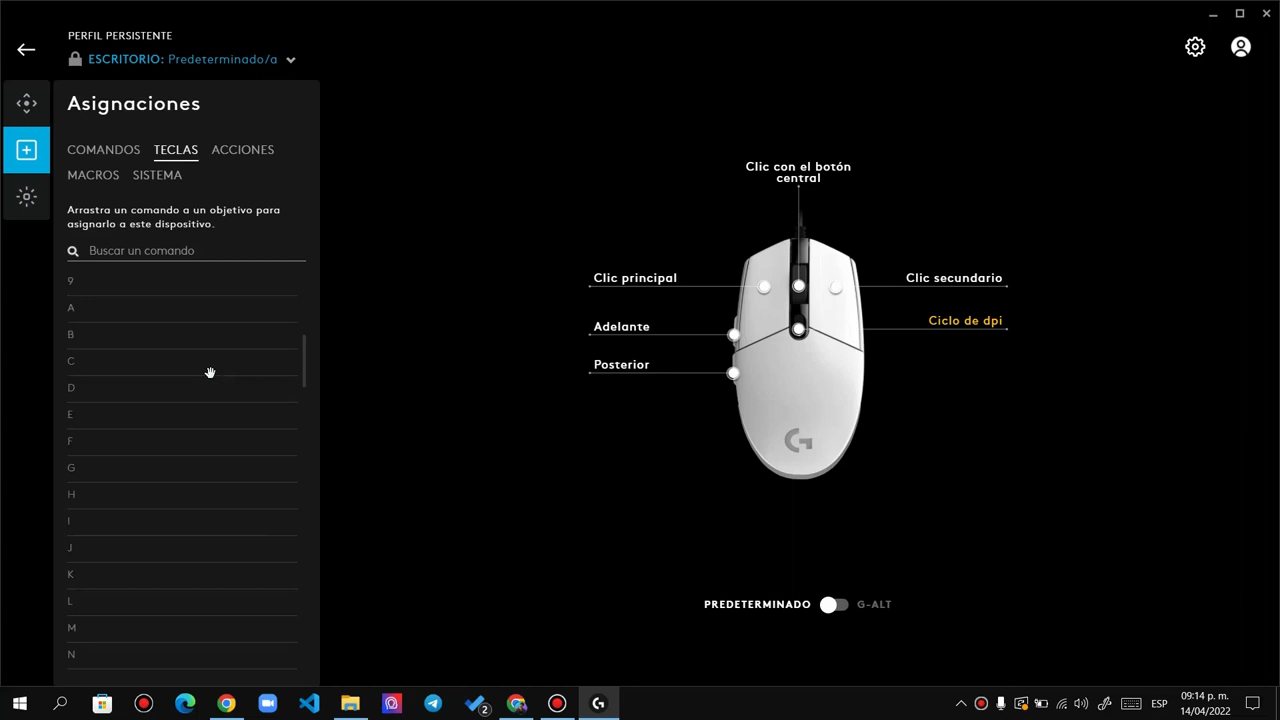 PERFIL PERSISTENTE
ESCRITORIO: Predeterminado/a
Asignaciones
COMANDOS TECLAS ACCIONES
MACROS SISTEMA
Arrastra un comando a un objetivo para
asignarlo a este dispositivo.
Buscar un comando
9
A
B
C
D
E
F
G
H
I
J
K
L
M
N
Clic con el botón
central
Clic principal
Clic secundario
Adelante
Ciclo de dpi
Posterior
PREDETERMINADO G-ALT
2
ESP
09:14 p. m.
14/04/2022